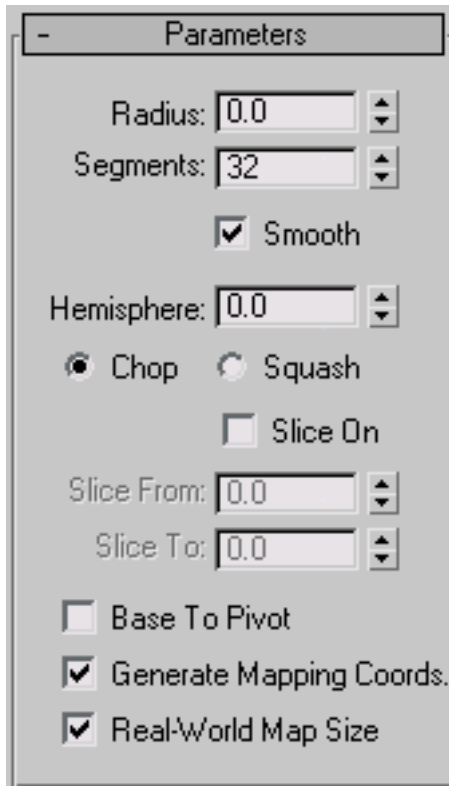 - Parameters
Radius: 0.0
Segments: 32
Smooth
Hemisphere: 0.0
Chop Squash
Slice On
Slice From: 0.0
Slice To: 0.0
Base To Pivot
Generate Mapping Coords.
Real-World Map Size